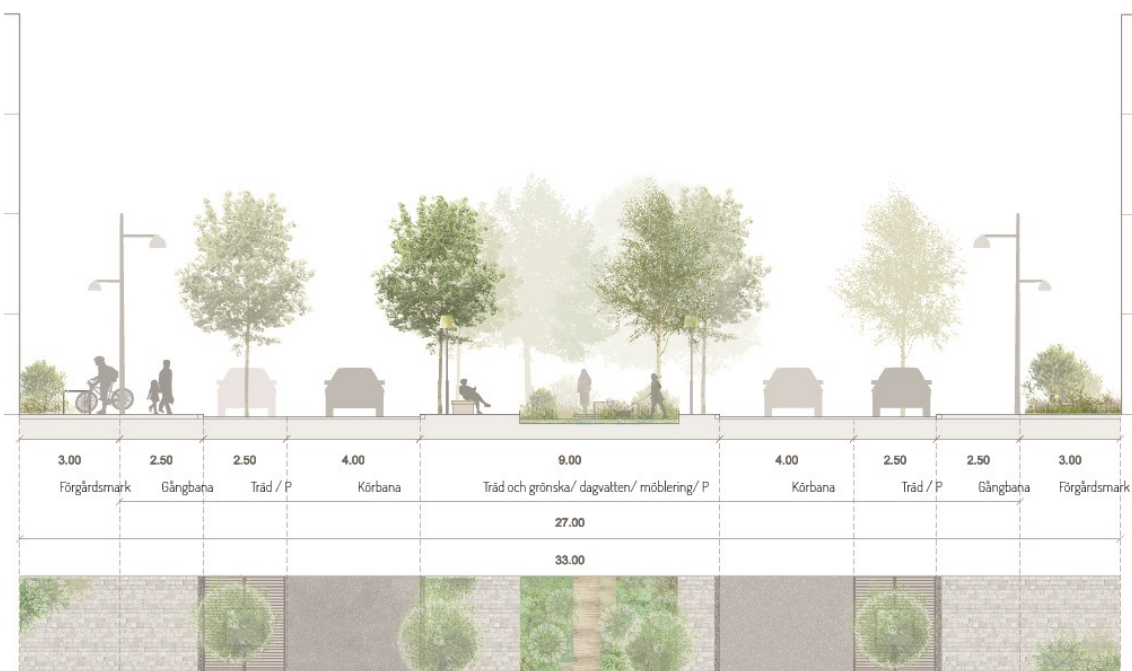 3.00 2.50 2.50 4.00 9.00 4.00 2.50 2.50 3.00
Förgårdsmark Gångbana Träd / P Körbana Träd och grönska/ dagvatten/ möblering/ P Körbana Träd / P Gångbana Förgårdsmark
27.00
33.00